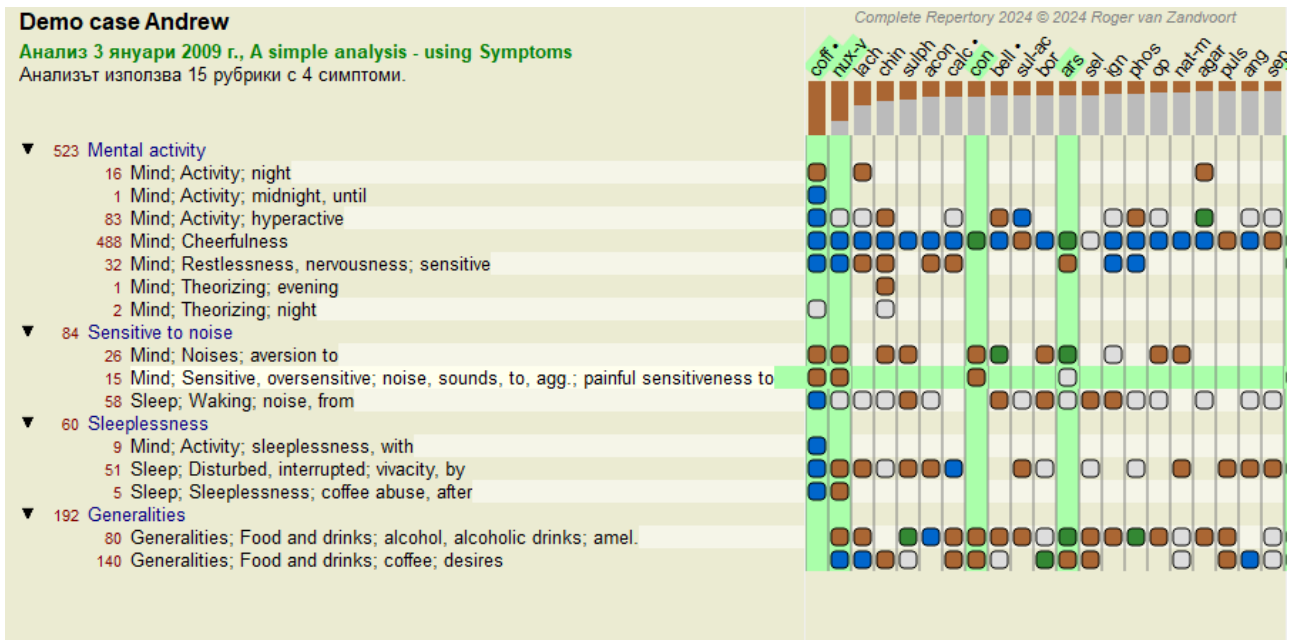 Demo case Andrew
Complete Repertory 2024 © 2024 Roger van Zandvoort
Анализ 3 януари 2009 г., A simple analysis - using Symptoms
Анализът използва 15 рубрики с 4 симптоми.
coff • nux-v lach chin sulph acon calc • con bell • sul-ac bor ars sel ign phos op nat-m agar puls ang sep
▼ 523 Mental activity
16 Mind; Activity; night
1 Mind; Activity; midnight, until
83 Mind; Activity; hyperactive
488 Mind; Cheerfulness
32 Mind; Restlessness, nervousness; sensitive
1 Mind; Theorizing; evening
2 Mind; Theorizing; night
▼ 84 Sensitive to noise
26 Mind; Noises; aversion to
15 Mind; Sensitive, oversensitive; noise, sounds, to, agg.; painful sensitiveness to
58 Sleep; Waking; noise, from
▼ 60 Sleeplessness
9 Mind; Activity; sleeplessness, with
51 Sleep; Disturbed, interrupted; vivacity, by
5 Sleep; Sleeplessness; coffee abuse, after
▼ 192 Generalities
80 Generalities; Food and drinks; alcohol, alcoholic drinks; amel.
140 Generalities; Food and drinks; coffee; desires